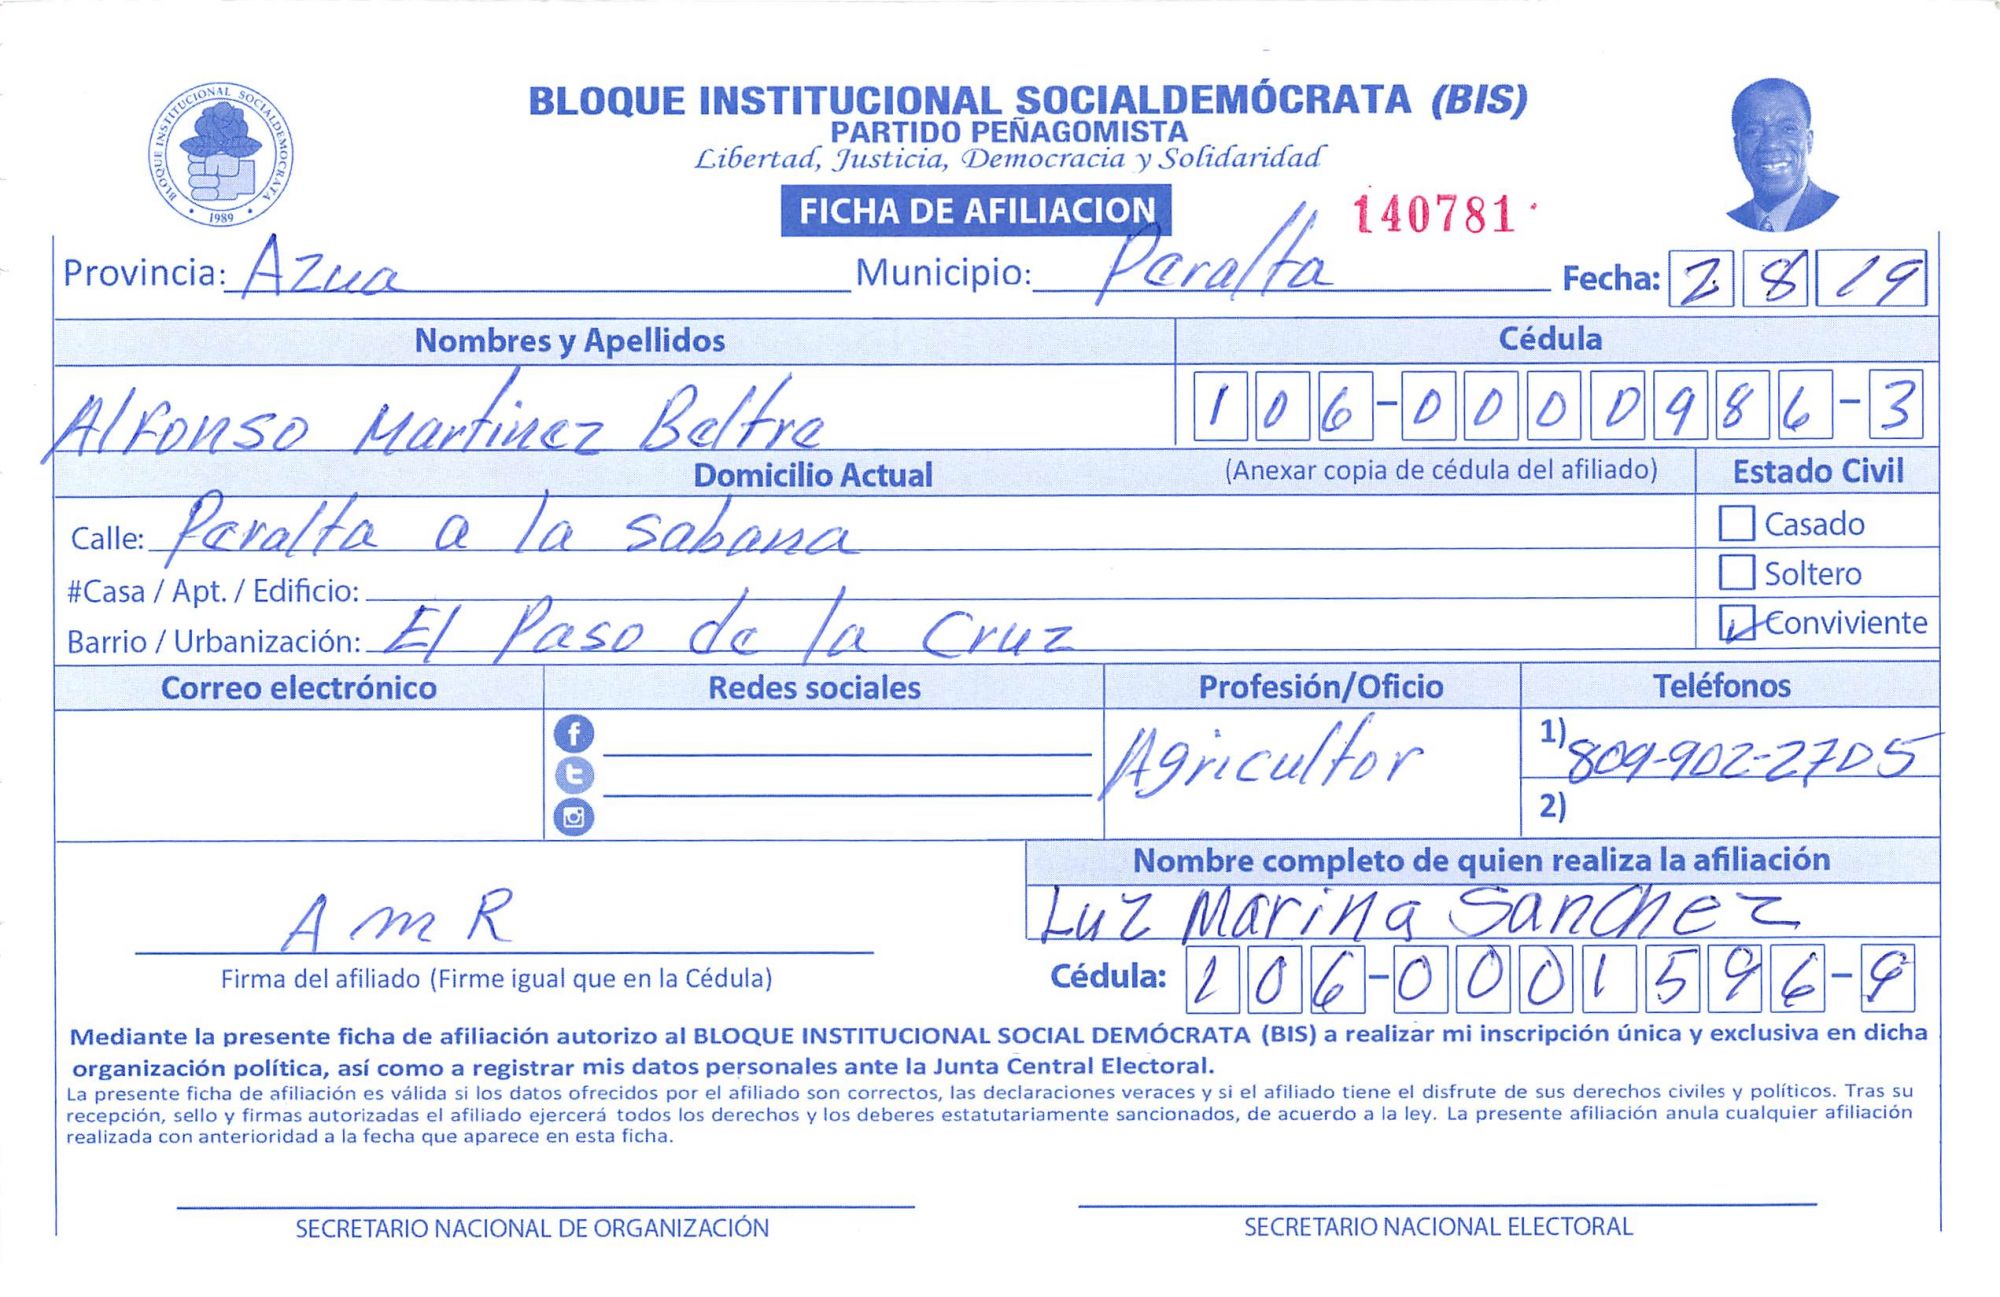 BLOQUE INSTITUCIONAL SOCIALDEMÓCRATA (BIS)
PARTIDO PEÑAGOMISTA
Libertad, Justicia, Democracia y Solidaridad
BLOQUE INSTITUCIONAL SOCIALDEMOCRATA
• 1989 •
FICHA DE AFILIACION 140781
Provincia: Azua Municipio: Peralta Fecha: 2 8 19
Nombres y Apellidos Cédula
Alfonso Martinez Beltre 106-0000986-3
Domicilio Actual (Anexar copia de cédula del afiliado) Estado Civil
Calle: Peralta a la sabana Casado
#Casa / Apt. / Edificio: Soltero
Barrio / Urbanización: El Paso de la Cruz Conviviente
Correo electrónico Redes sociales Profesión/Oficio Teléfonos
Agricultor 1) 809-902-2705
2)
Nombre completo de quien realiza la afiliación
A m R Luz Marina Sanchez
Firma del afiliado (Firme igual que en la Cédula) Cédula: 106-0001596-9
Mediante la presente ficha de afiliación autorizo al BLOQUE INSTITUCIONAL SOCIAL DEMÓCRATA (BIS) a realizar mi inscripción única y exclusiva en dicha
organización política, así como a registrar mis datos personales ante la Junta Central Electoral.
La presente ficha de afiliación es válida si los datos ofrecidos por el afiliado son correctos, las declaraciones veraces y si el afiliado tiene el disfrute de sus derechos civiles y políticos. Tras su
recepción, sello y firmas autorizadas el afiliado ejercerá todos los derechos y los deberes estatutariamente sancionados, de acuerdo a la ley. La presente afiliación anula cualquier afiliación
realizada con anterioridad a la fecha que aparece en esta ficha.
SECRETARIO NACIONAL DE ORGANIZACIÓN SECRETARIO NACIONAL ELECTORAL